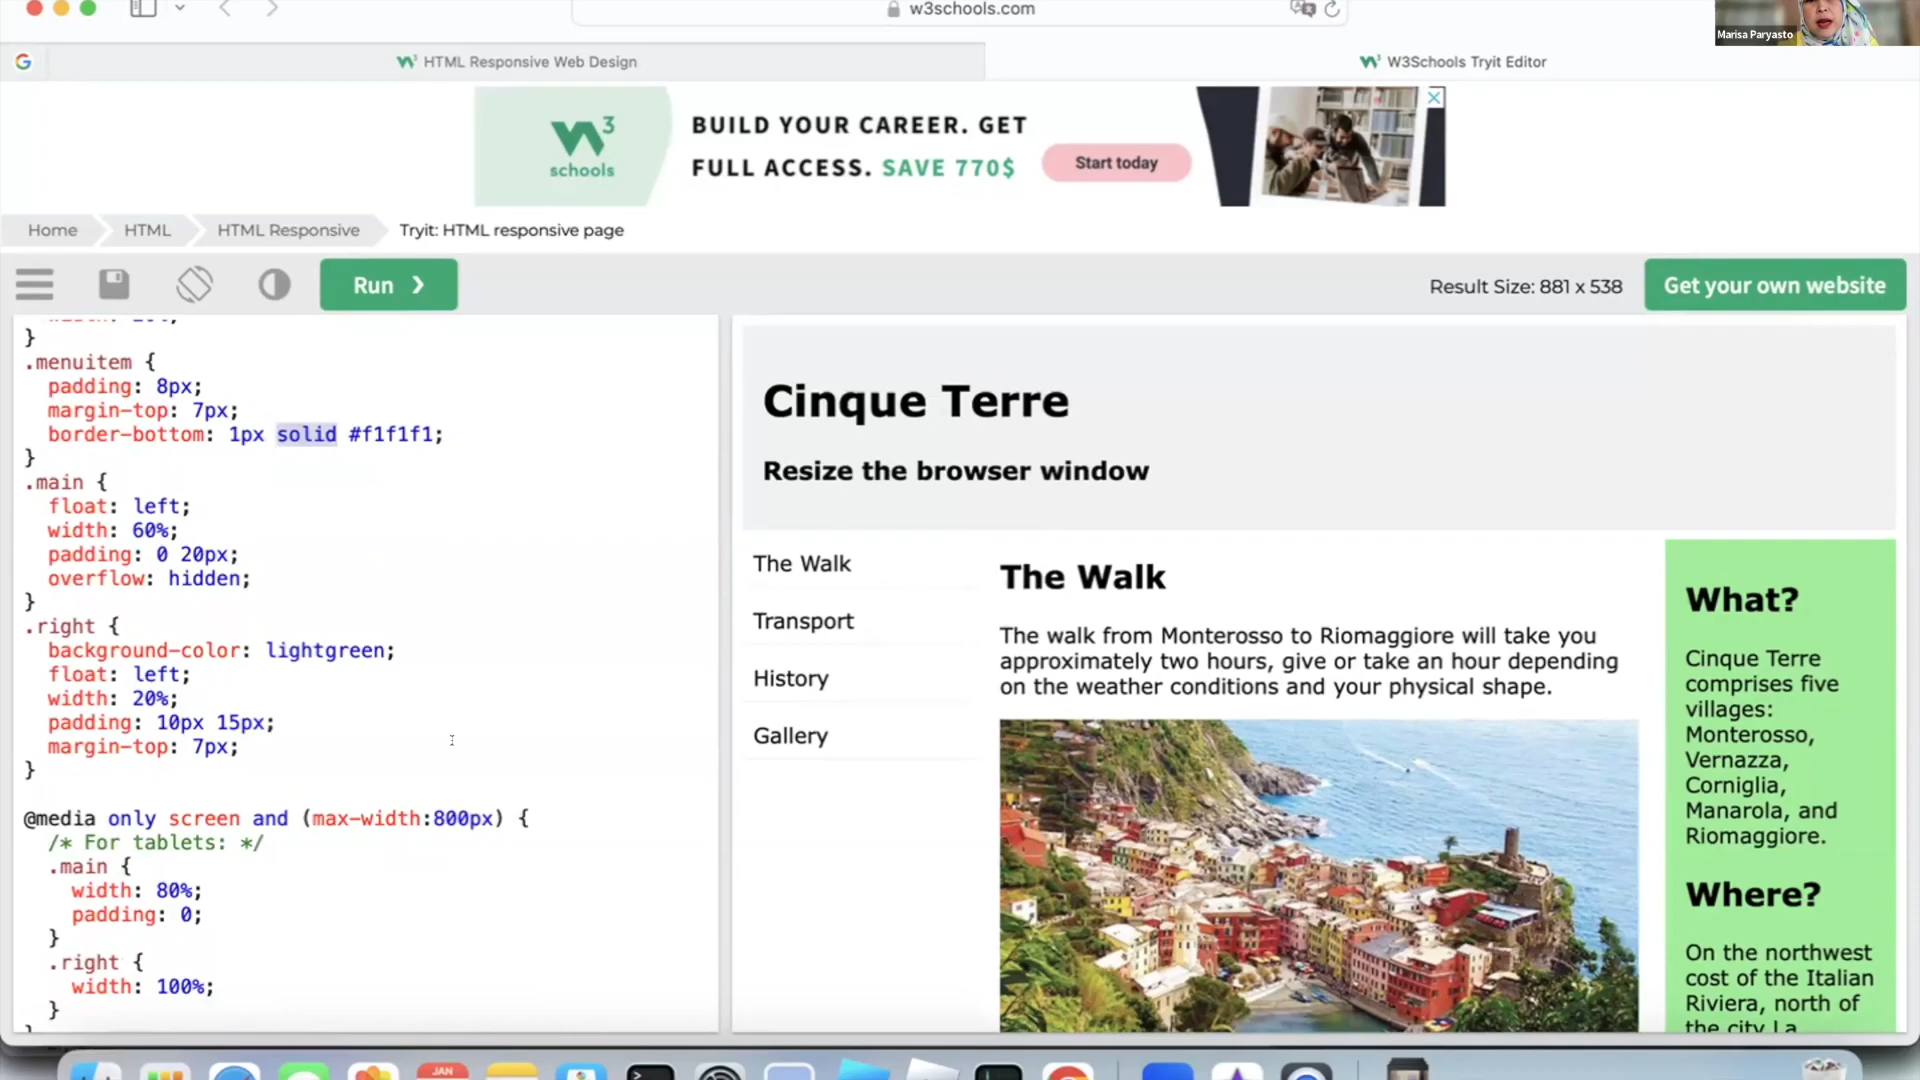 w3schools.com
Marisa Paryasto
HTML Responsive Web Design
W3Schools Tryit Editor
3
schools
BUILD YOUR CAREER. GET
FULL ACCESS. SAVE 770$
Start today
Home
HTML
HTML Responsive
Tryit: HTML responsive page
Run ❯
Result Size: 881 x 538
Get your own website
}
.menuitem {
padding: 8px;
margin-top: 7px;
border-bottom: 1px solid #f1f1f1;
}
.main {
float: left;
width: 60%;
padding: 0 20px;
overflow: hidden;
}
.right {
background-color: lightgreen;
float: left;
width: 20%;
padding: 10px 15px;
margin-top: 7px;
}
@media only screen and (max-width:800px) {
/* For tablets: */
.main {
width: 80%;
padding: 0;
}
.right {
width: 100%;
}
Cinque Terre
Resize the browser window
The Walk
Transport
History
Gallery
The Walk
The walk from Monterosso to Riomaggiore will take you
approximately two hours, give or take an hour depending
on the weather conditions and your physical shape.
What?
Cinque Terre
comprises five
villages:
Monterosso,
Vernazza,
Corniglia,
Manarola, and
Riomaggiore.
Where?
On the northwest
cost of the Italian
Riviera, north of
the city La
JAN